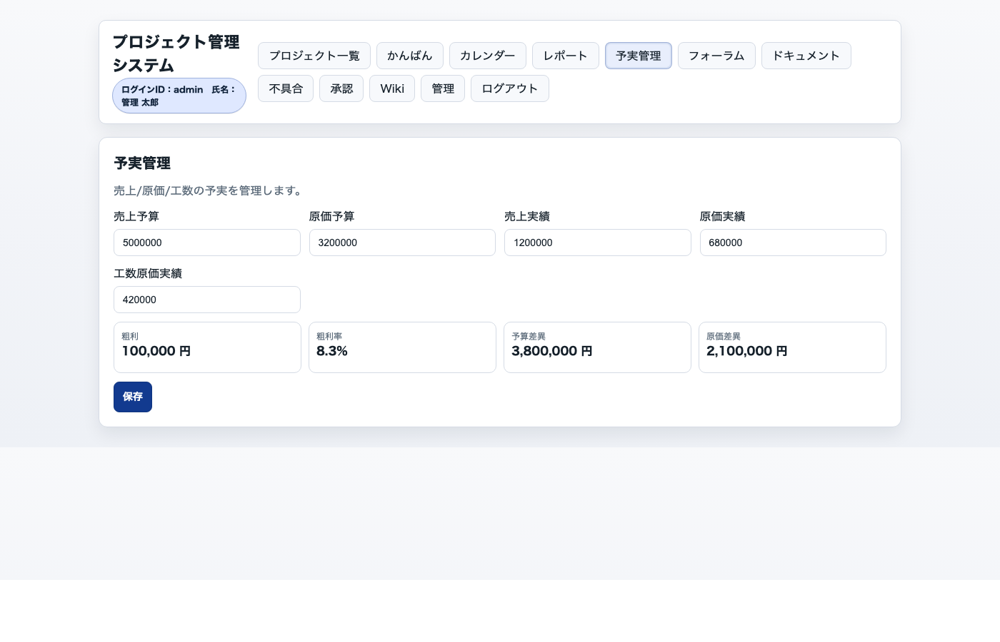 プロジェクト管理
システム
ログインID：admin 氏名：
管理 太郎
プロジェクト一覧 かんばん カレンダー レポート 予実管理 フォーラム ドキュメント
不具合 承認 Wiki 管理 ログアウト
予実管理
売上/原価/工数の予実を管理します。
売上予算 原価予算 売上実績 原価実績
5000000 3200000 1200000 680000
工数原価実績
420000
粗利 粗利率 予算差異 原価差異
100,000 円 8.3% 3,800,000 円 2,100,000 円
保存